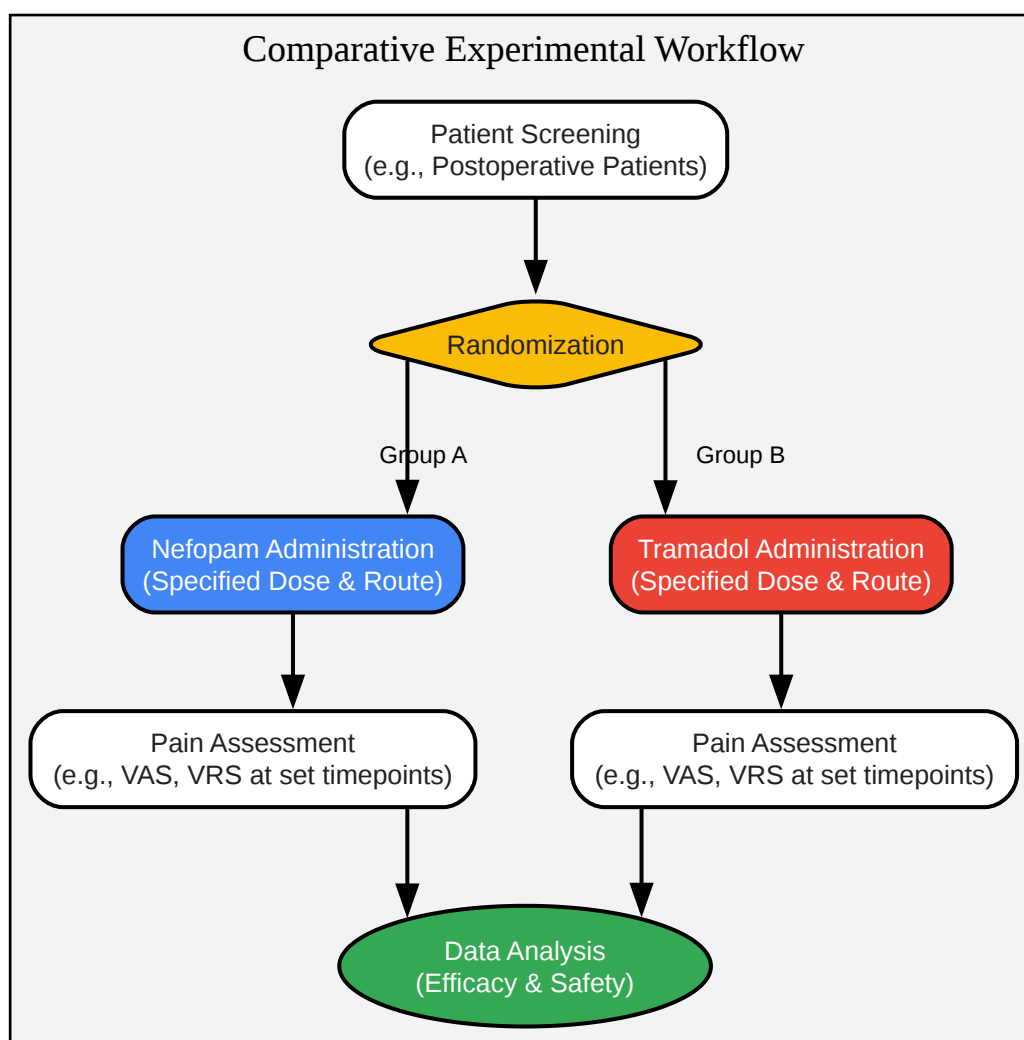 Comparative Experimental Workflow
Patient Screening
(e.g., Postoperative Patients)
Randomization
Group A
Group B
Nefopam Administration
(Specified Dose & Route)
Tramadol Administration
(Specified Dose & Route)
Pain Assessment
(e.g., VAS, VRS at set timepoints)
Pain Assessment
(e.g., VAS, VRS at set timepoints)
Data Analysis
(Efficacy & Safety)